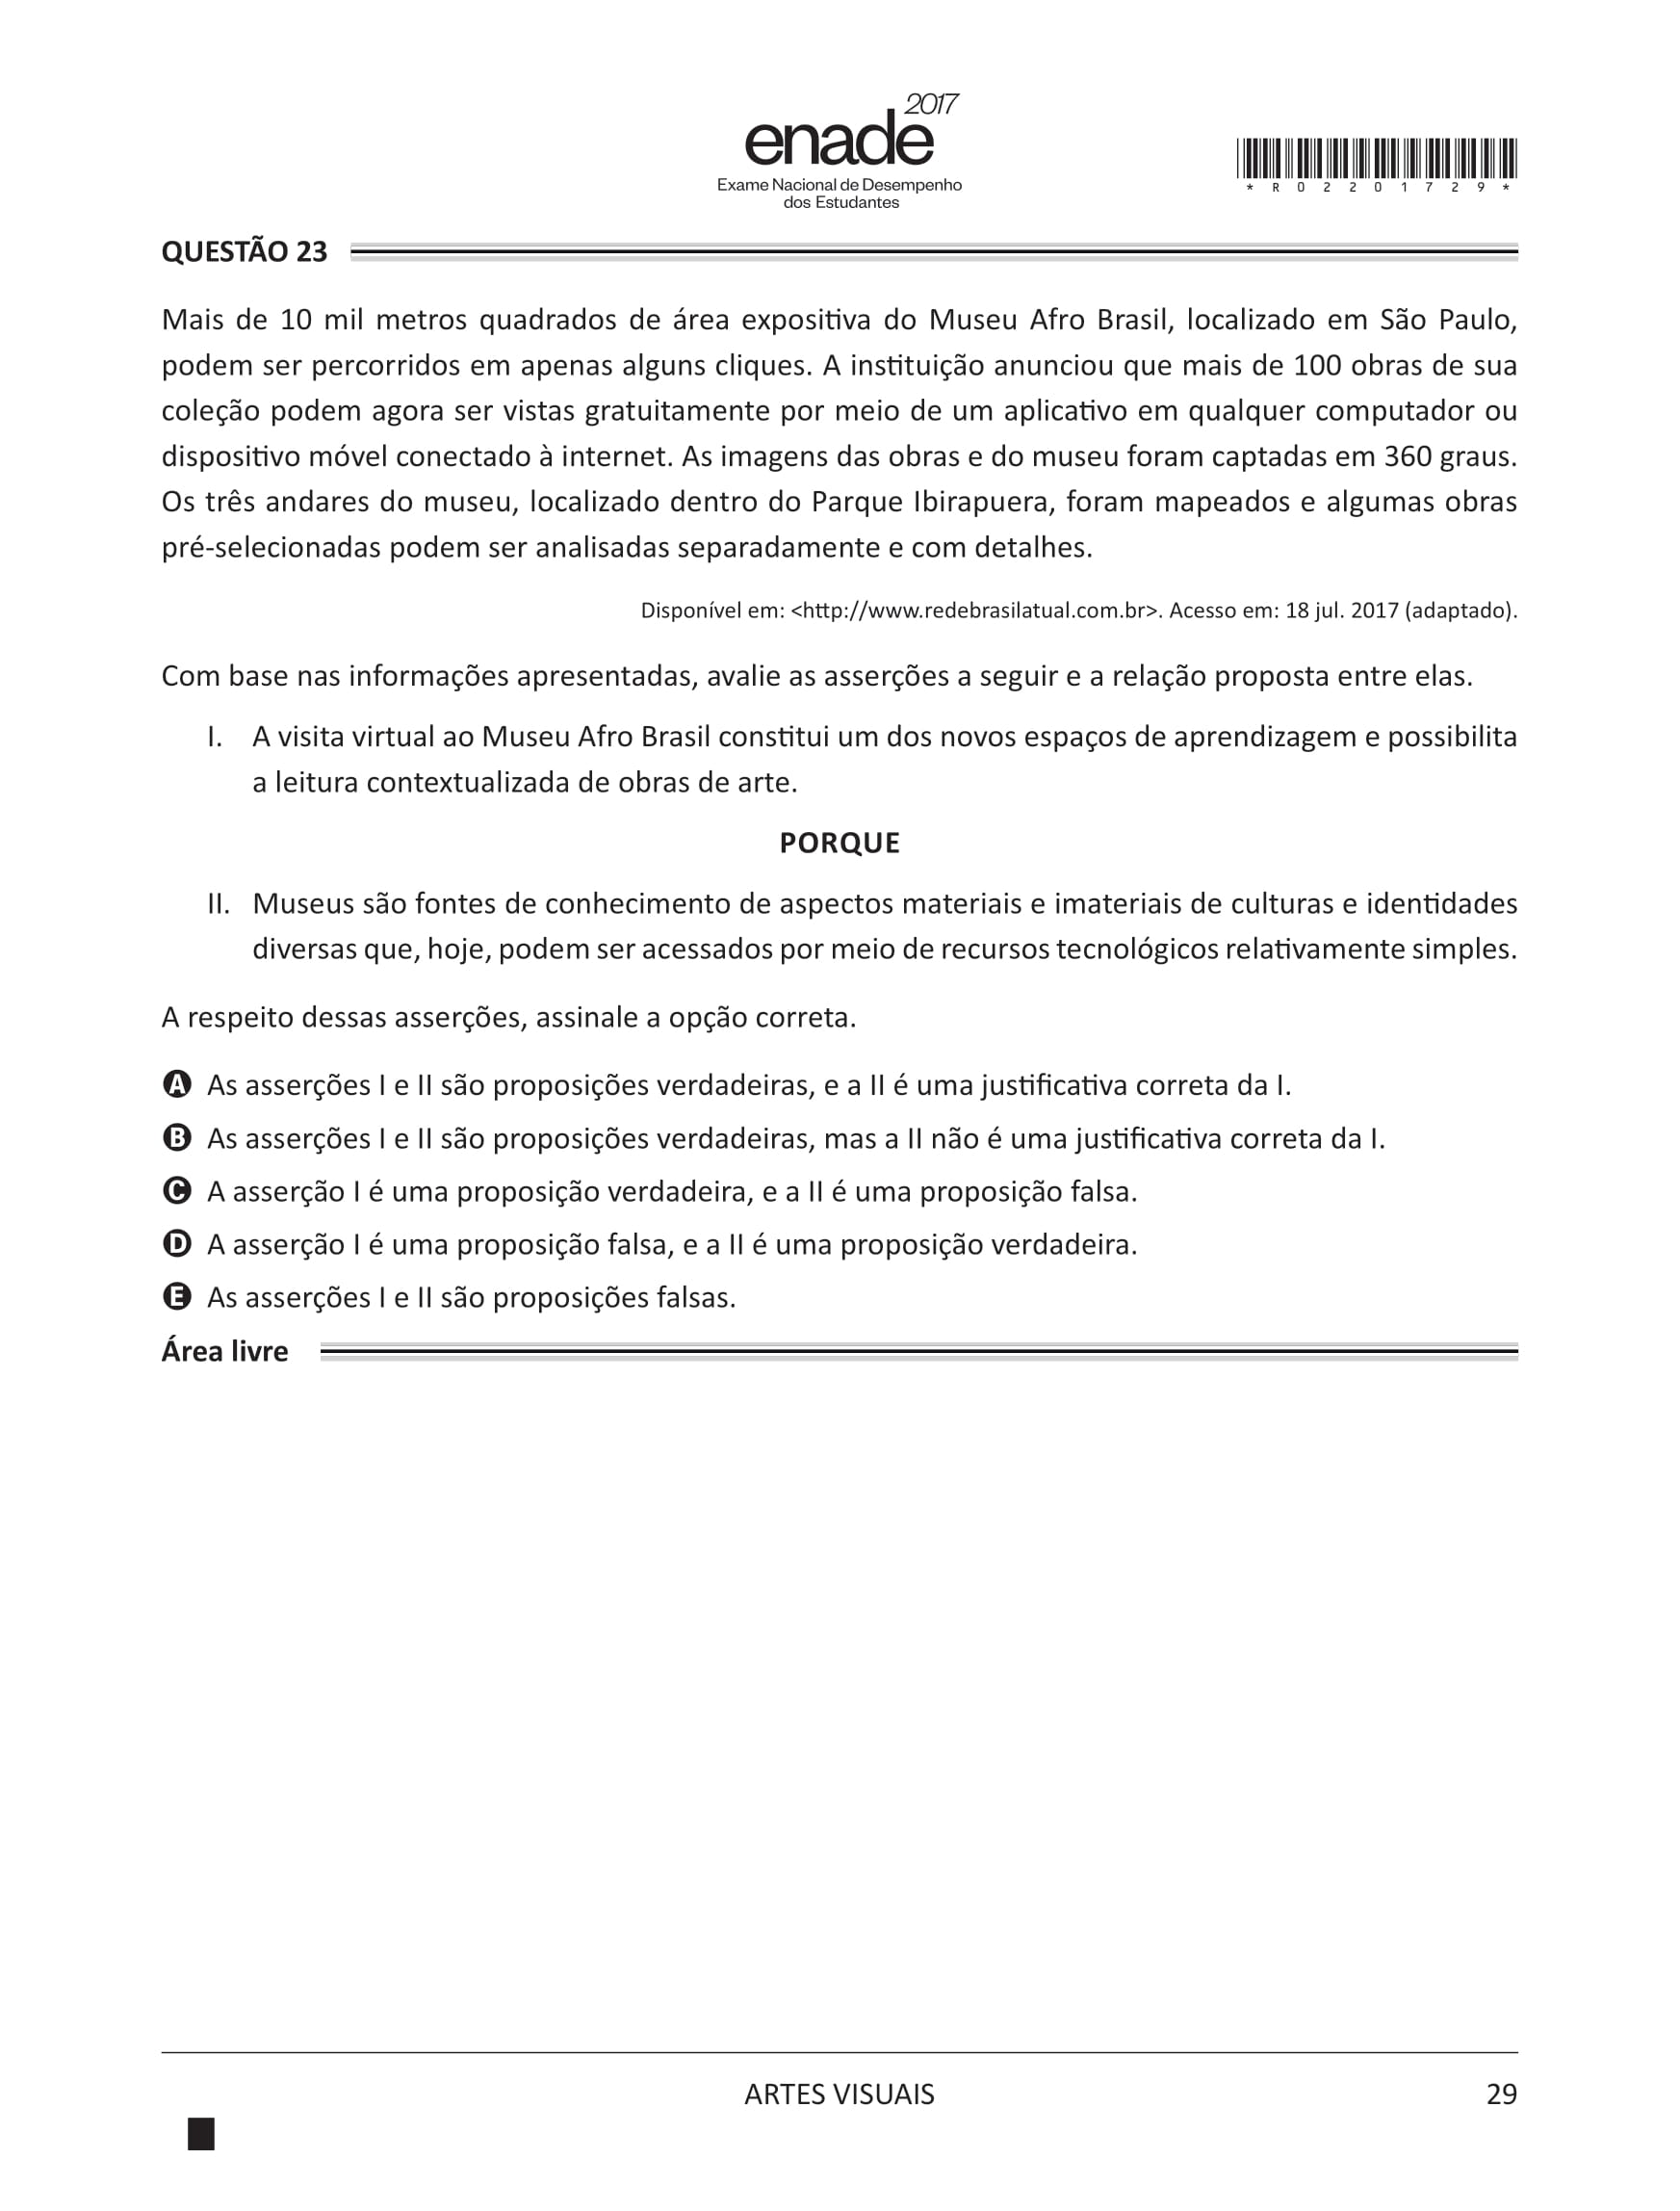 2017
enade
Exame Nacional de Desempenho
dos Estudantes
* R 0 2 2 0 1 7 2 9 *
QUESTÃO 23
Mais de 10 mil metros quadrados de área expositiva do Museu Afro Brasil, localizado em São Paulo,
podem ser percorridos em apenas alguns cliques. A instituição anunciou que mais de 100 obras de sua
coleção podem agora ser vistas gratuitamente por meio de um aplicativo em qualquer computador ou
dispositivo móvel conectado à internet. As imagens das obras e do museu foram captadas em 360 graus.
Os três andares do museu, localizado dentro do Parque Ibirapuera, foram mapeados e algumas obras
pré-selecionadas podem ser analisadas separadamente e com detalhes.
Disponível em: <http://www.redebrasilatual.com.br>. Acesso em: 18 jul. 2017 (adaptado).
Com base nas informações apresentadas, avalie as asserções a seguir e a relação proposta entre elas.
I. A visita virtual ao Museu Afro Brasil constitui um dos novos espaços de aprendizagem e possibilita
a leitura contextualizada de obras de arte.
PORQUE
II. Museus são fontes de conhecimento de aspectos materiais e imateriais de culturas e identidades
diversas que, hoje, podem ser acessados por meio de recursos tecnológicos relativamente simples.
A respeito dessas asserções, assinale a opção correta.
A As asserções I e II são proposições verdadeiras, e a II é uma justificativa correta da I.
B As asserções I e II são proposições verdadeiras, mas a II não é uma justificativa correta da I.
C A asserção I é uma proposição verdadeira, e a II é uma proposição falsa.
D A asserção I é uma proposição falsa, e a II é uma proposição verdadeira.
E As asserções I e II são proposições falsas.
Área livre
ARTES VISUAIS
29